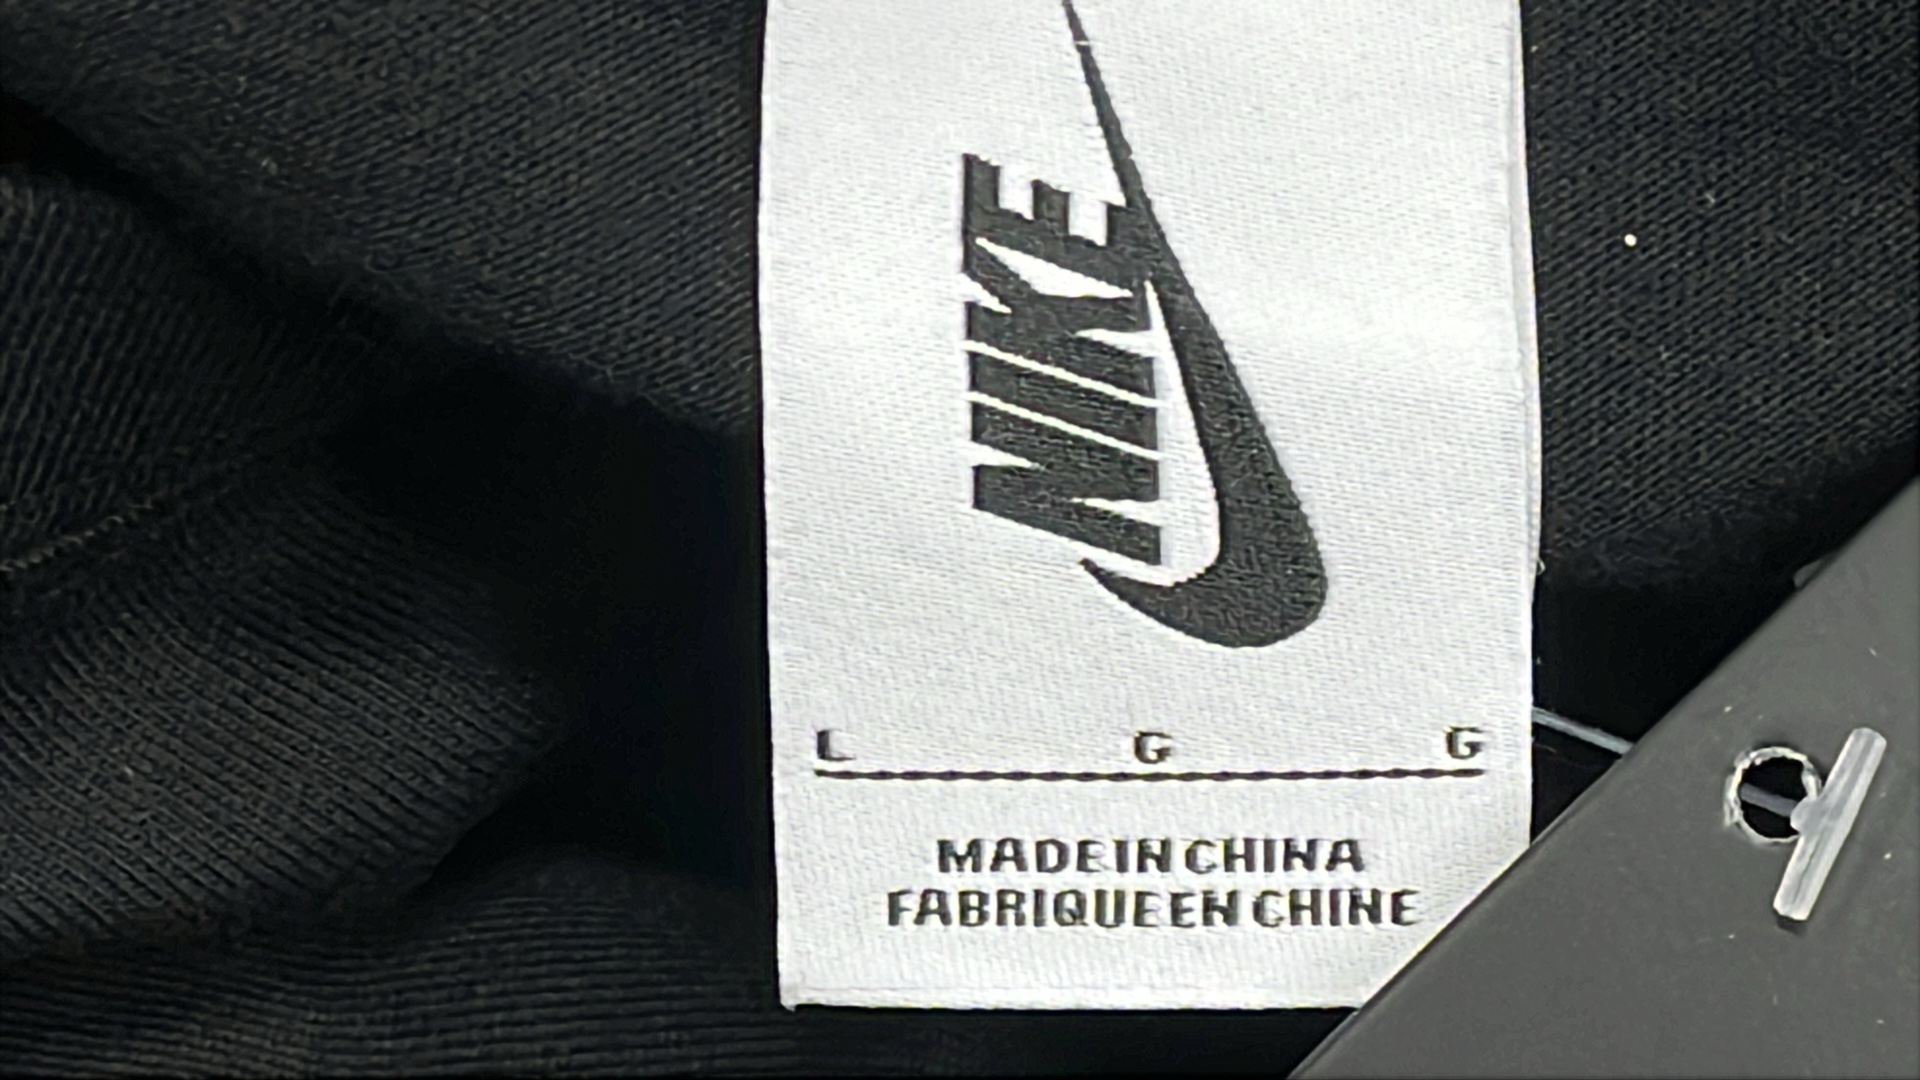 NIKE
L G G
MADE IN CHINA
FABRIQUE EN CHINE